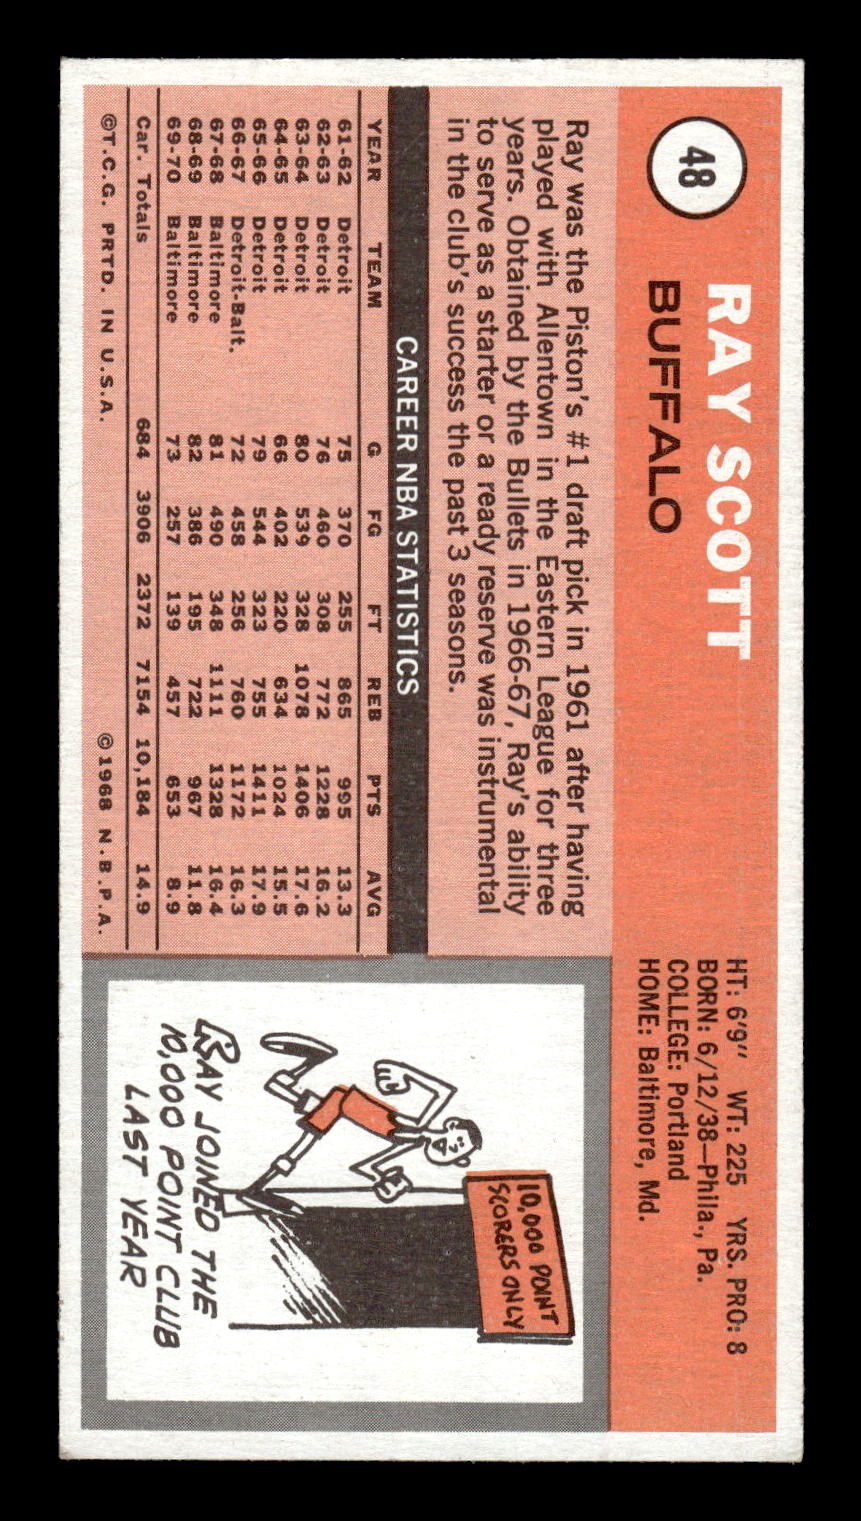 48
RAY SCOTT
BUFFALO
HT: 6'9" WT: 225 YRS. PRO: 8
BORN: 6/12/38—Phila., Pa.
COLLEGE: Portland
HOME: Baltimore, Md.
Ray was the Piston's #1 draft pick in 1961 after having
played with Allentown in the Eastern League for three
years. Obtained by the Bullets in 1966-67, Ray's ability
to serve as a starter or a ready reserve was instrumental
in the club's success the past 3 seasons.
CAREER NBA STATISTICS
YEAR TEAM G FG FT REB PTS AVG
61-62 Detroit 75 370 255 865 995 13.3
62-63 Detroit 76 460 308 772 1228 16.2
63-64 Detroit 80 539 328 1078 1406 17.6
64-65 Detroit 66 402 220 634 1024 15.5
65-66 Detroit 79 544 323 755 1411 17.9
66-67 Detroit-Balt. 72 458 256 760 1172 16.3
67-68 Baltimore 81 490 348 1111 1328 16.4
68-69 Baltimore 82 386 195 722 967 11.8
69-70 Baltimore 73 257 139 457 653 8.9
Car. Totals 684 3906 2372 7154 10,184 14.9
©T.C.G. PRTD. IN U.S.A. ©1968 N.B.P.A.
10,000 POINT
SCORERS ONLY
RAY JOINED THE
10,000 POINT CLUB
LAST YEAR